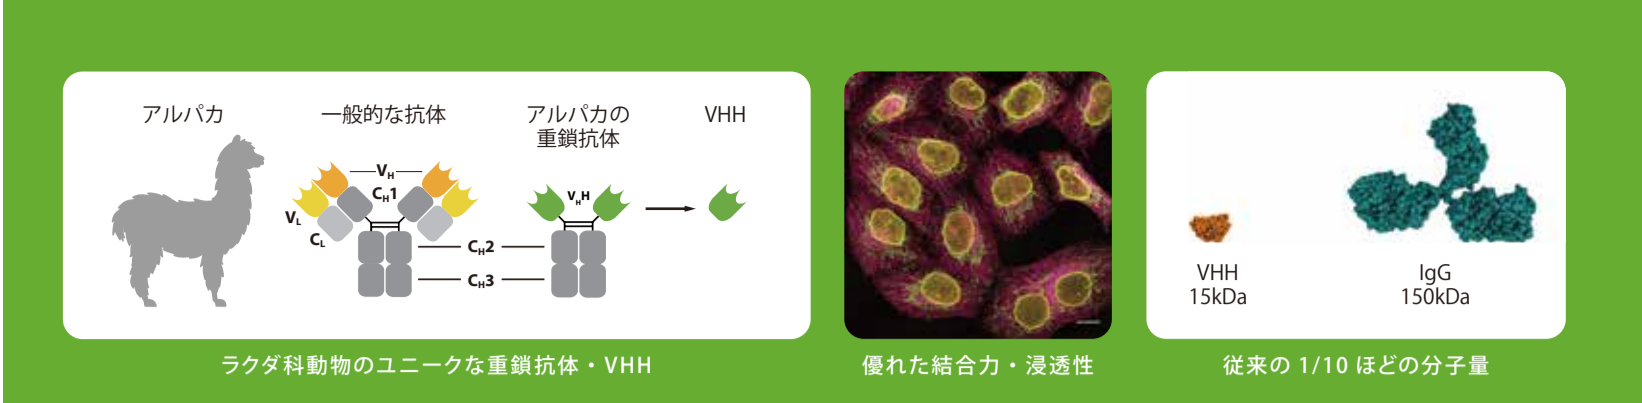 アルパカ
一般的な抗体
アルパカの
重鎖抗体
VHH
VH
CH1
VL
CL
CH2
CH3
VHH
VHH
15kDa
IgG
150kDa
ラクダ科動物のユニークな重鎖抗体・VHH
優れた結合力・浸透性
従来の 1/10 ほどの分子量